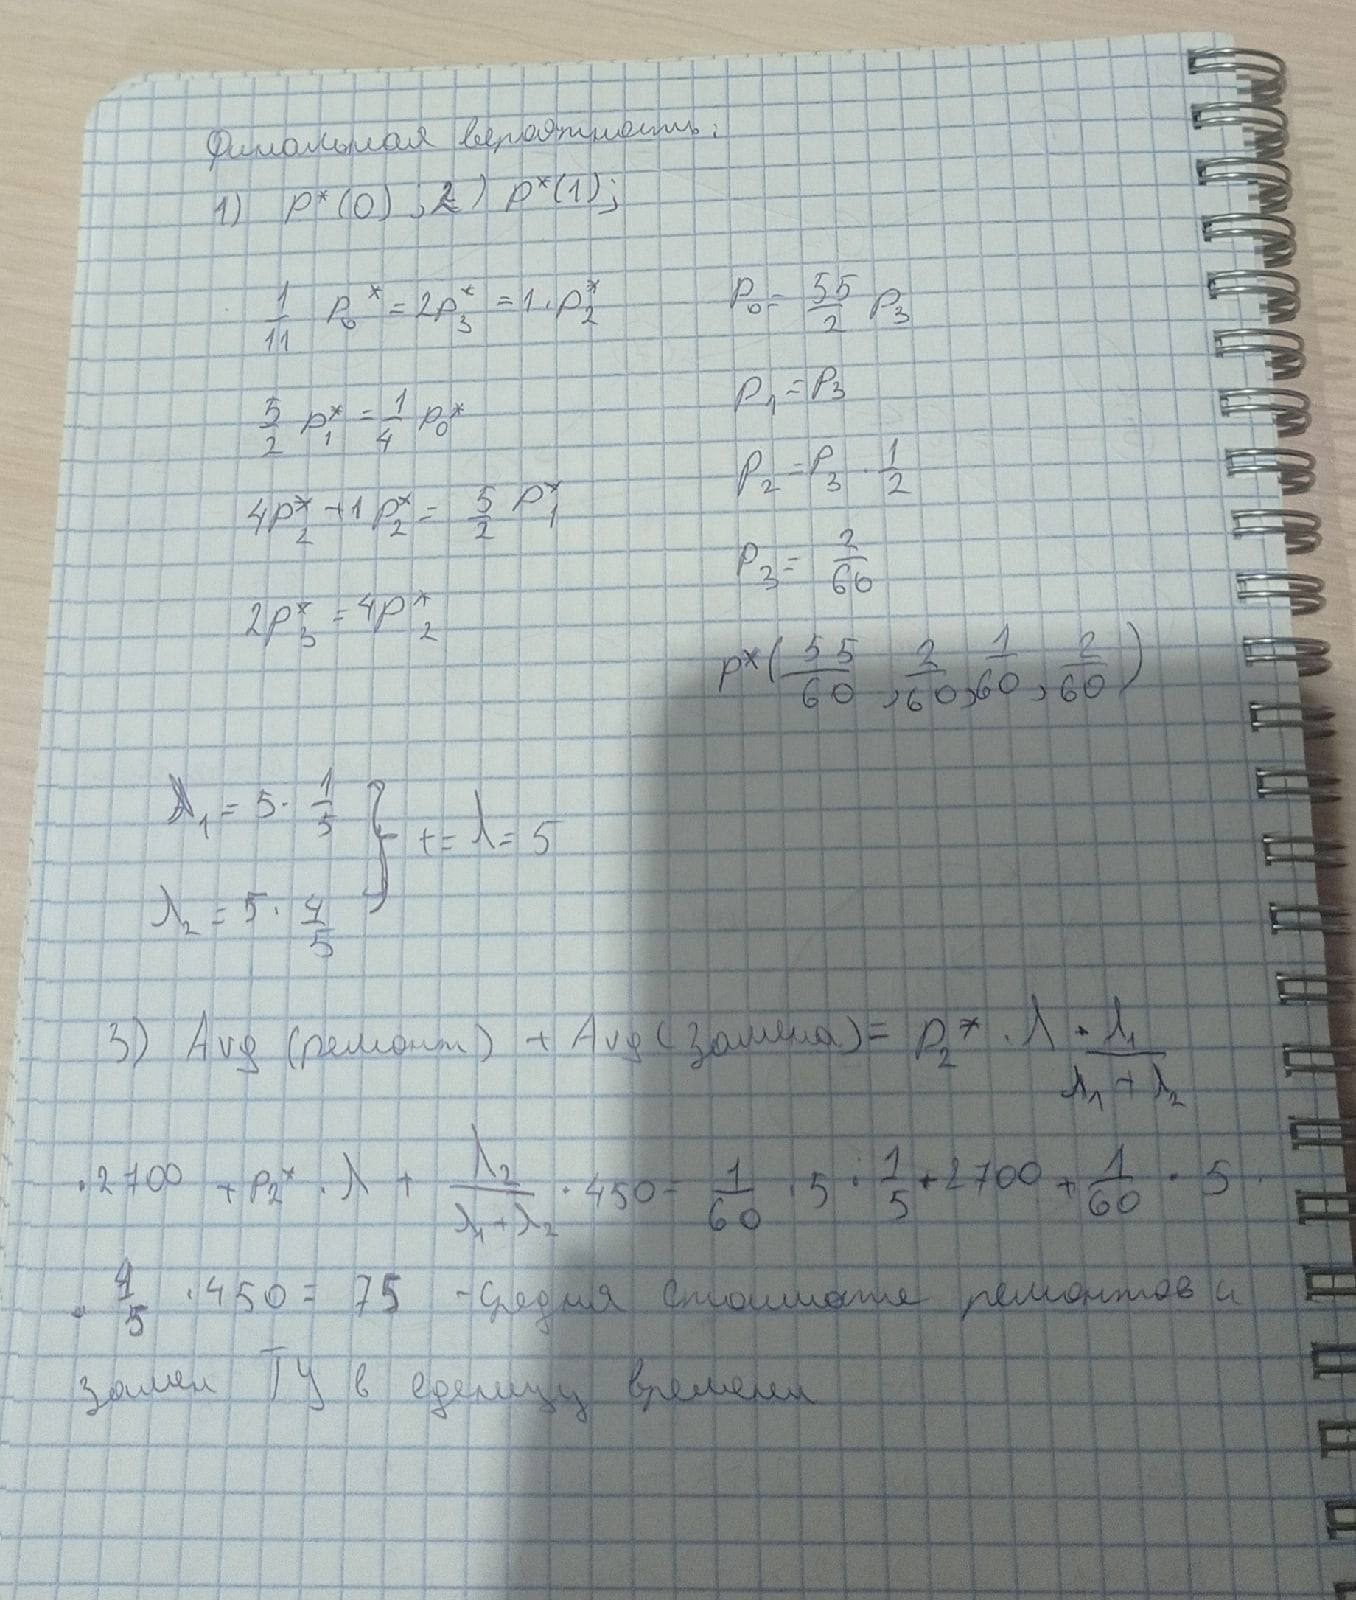 Финальная вероятность:
1) p*(0), 2) p*(1);
1/11 p₀* = 2p₃* = 1·p₂*
5/2 p₁* = 1/4 p₀*
4p₂* + 1p₂* = 5/2 p₁*
2p₃* = 4p₂*
p₀ = 55/2 p₃
p₁ = p₃
p₂ = p₃ · 1/2
p₃ = 2/60
p*(55/60, 2/60, 1/60, 2/60)
λ₁ = 5 · 1/5
λ₂ = 5 · 4/5
} += λ = 5
3) Avg (ремонт) + Avg (замена) = p₂* · λ · λ₁/(λ₁ + λ₂)
· 2700 + p₂* · λ + λ₂/(λ₁ + λ₂) · 450 = 1/60 · 5 · 1/5 + 2700 + 1/60 · 5 ·
· 4/5 · 450 = 75 - средняя стоимость ремонтов и
замен ТУ в еденицу времени